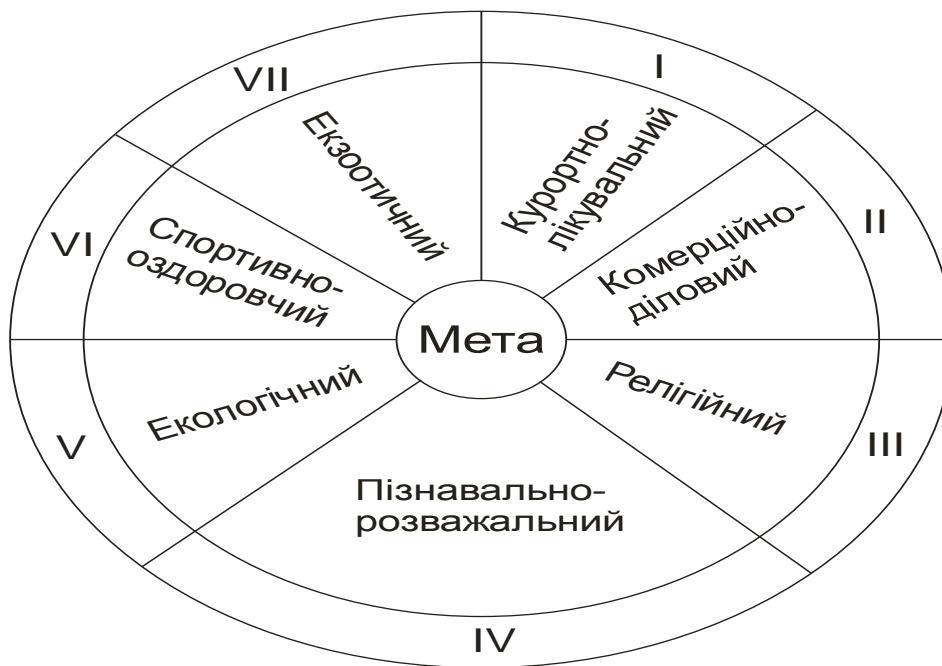 I
Курортно-
лікувальний
II
Комерційно-
діловий
III
Релігійний
IV
Пізнавально-
розважальний
V
Екологічний
VI
Спортивно-
оздоровчий
VII
Екзоотичний
Мета